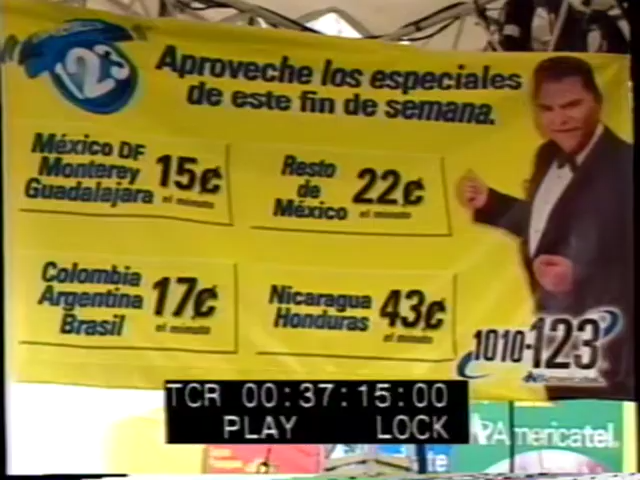 123
Aproveche los especiales
de este fin de semana.
México DF
Monterey
Guadalajara
15¢
el minuto
Resto
de
México
22¢
el minuto
Colombia
Argentina
Brasil
17¢
el minuto
Nicaragua
Honduras
43¢
el minuto
1010-123
TCR 00:37:15:00
PLAY LOCK
Americatel.
te